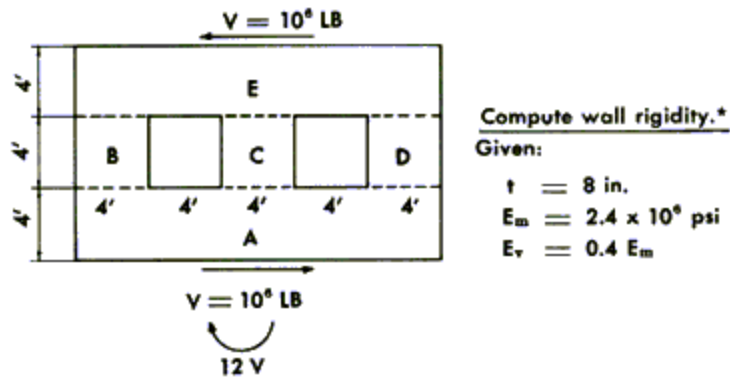 V = 10⁶ LB
4'
E
4'
B
C
D
4'
4' 4' 4' 4' 4'
A
V = 10⁶ LB
12 V
Compute wall rigidity.*
Given:
t = 8 in.
Eₘ = 2.4 x 10⁶ psi
Eᵥ = 0.4 Eₘ